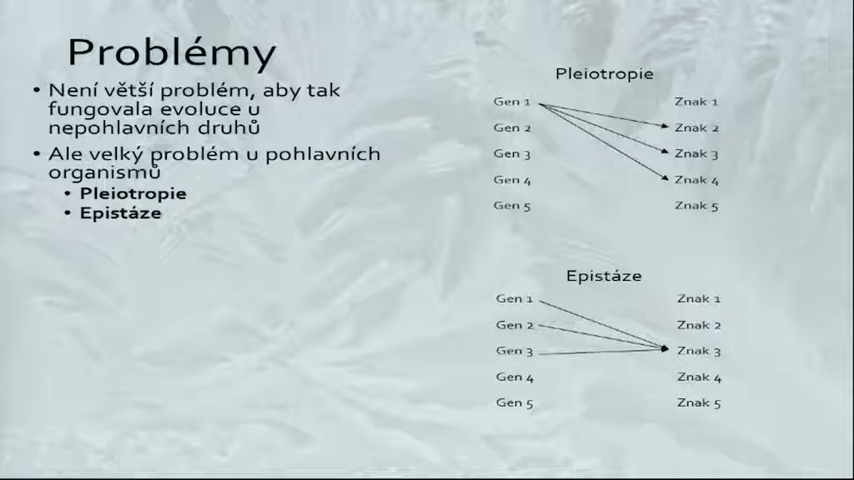 Problémy
• Není větší problém, aby tak
fungovala evoluce u
nepohlavních druhů
• Ale velký problém u pohlavních
organismů
• Pleiotropie
• Epistáze
Pleiotropie
Gen 1 Znak 1
Gen 2 Znak 2
Gen 3 Znak 3
Gen 4 Znak 4
Gen 5 Znak 5
Epistáze
Gen 1 Znak 1
Gen 2 Znak 2
Gen 3 Znak 3
Gen 4 Znak 4
Gen 5 Znak 5